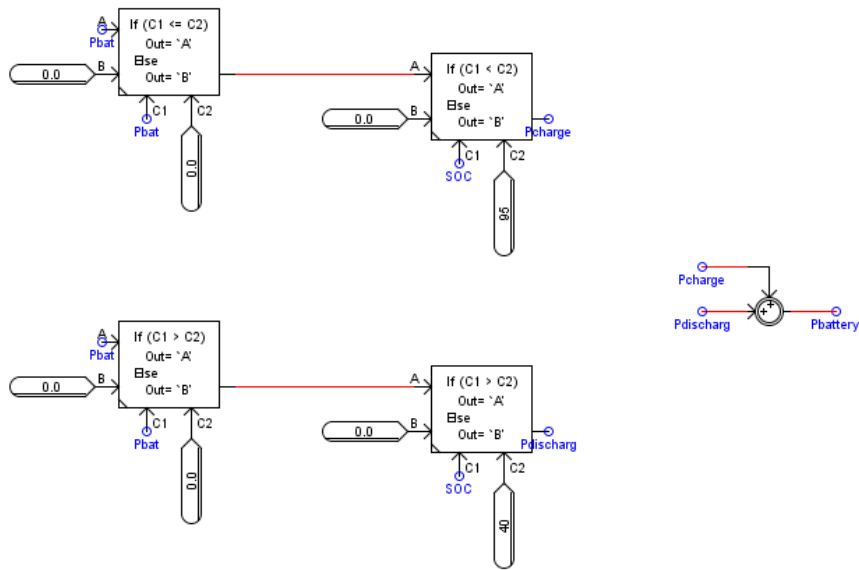 If (C1 <= C2)
A
Pbat
Out= `A'
Else
B
0.0
Out= `B'
C1
C2
Pbat
0.0
If (C1 < C2)
A
Out= `A'
Else
B
0.0
Out= `B'
Pcharge
C1
C2
SOC
95
Pcharge
+
+
Pdischarg
Pbattery
If (C1 > C2)
A
Pbat
Out= `A'
Else
B
0.0
Out= `B'
C1
C2
Pbat
0.0
If (C1 > C2)
A
Out= `A'
Else
B
0.0
Out= `B'
Pdischarg
C1
C2
SOC
40